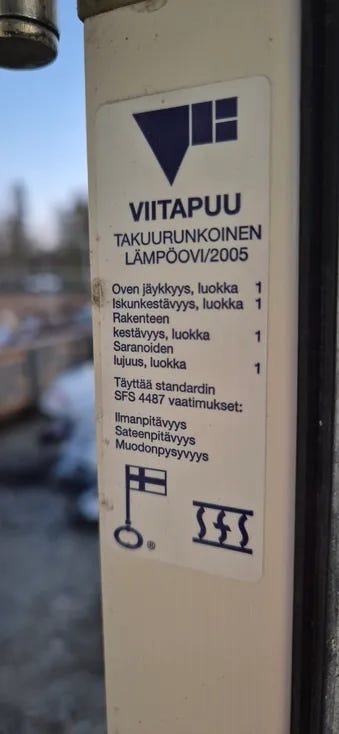 VIITAPUU
TAKUURUNKOINEN
LÄMPÖOVI/2005
Oven jäykkyys, luokka 1
Iskunkestävyys, luokka 1
Rakenteen
kestävyys, luokka 1
Saranoiden
lujuus, luokka 1
Täyttää standardin
SFS 4487 vaatimukset:
Ilmanpitävyys
Sateenpitävyys
Muodonpysyvyys
® SFS